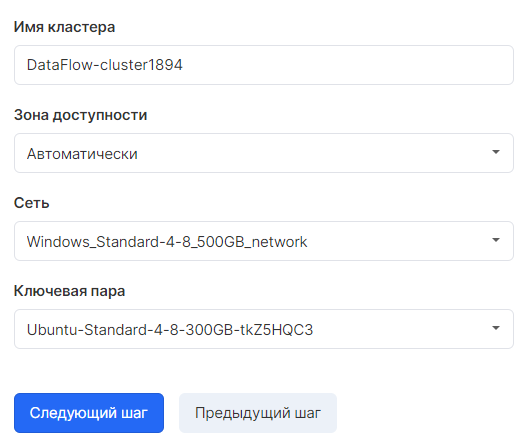 Имя кластера
DataFlow-cluster1894
Зона доступности
Автоматически
Сеть
Windows_Standard-4-8_500GB_network
Ключевая пара
Ubuntu-Standard-4-8-300GB-tkZ5HQC3
Следующий шаг
Предыдущий шаг